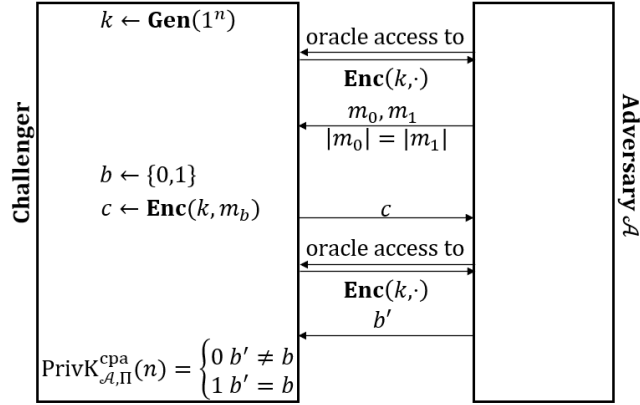 Challenger
k ← Gen(1ⁿ)
oracle access to
Enc(k,·)
m₀, m₁
|m₀| = |m₁|
b ← {0,1}
c ← Enc(k, m_b)
c
oracle access to
Enc(k,·)
b′
PrivK^cpa_𝒜,Π(n) = {0 b′ ≠ b
1 b′ = b
Adversary 𝒜